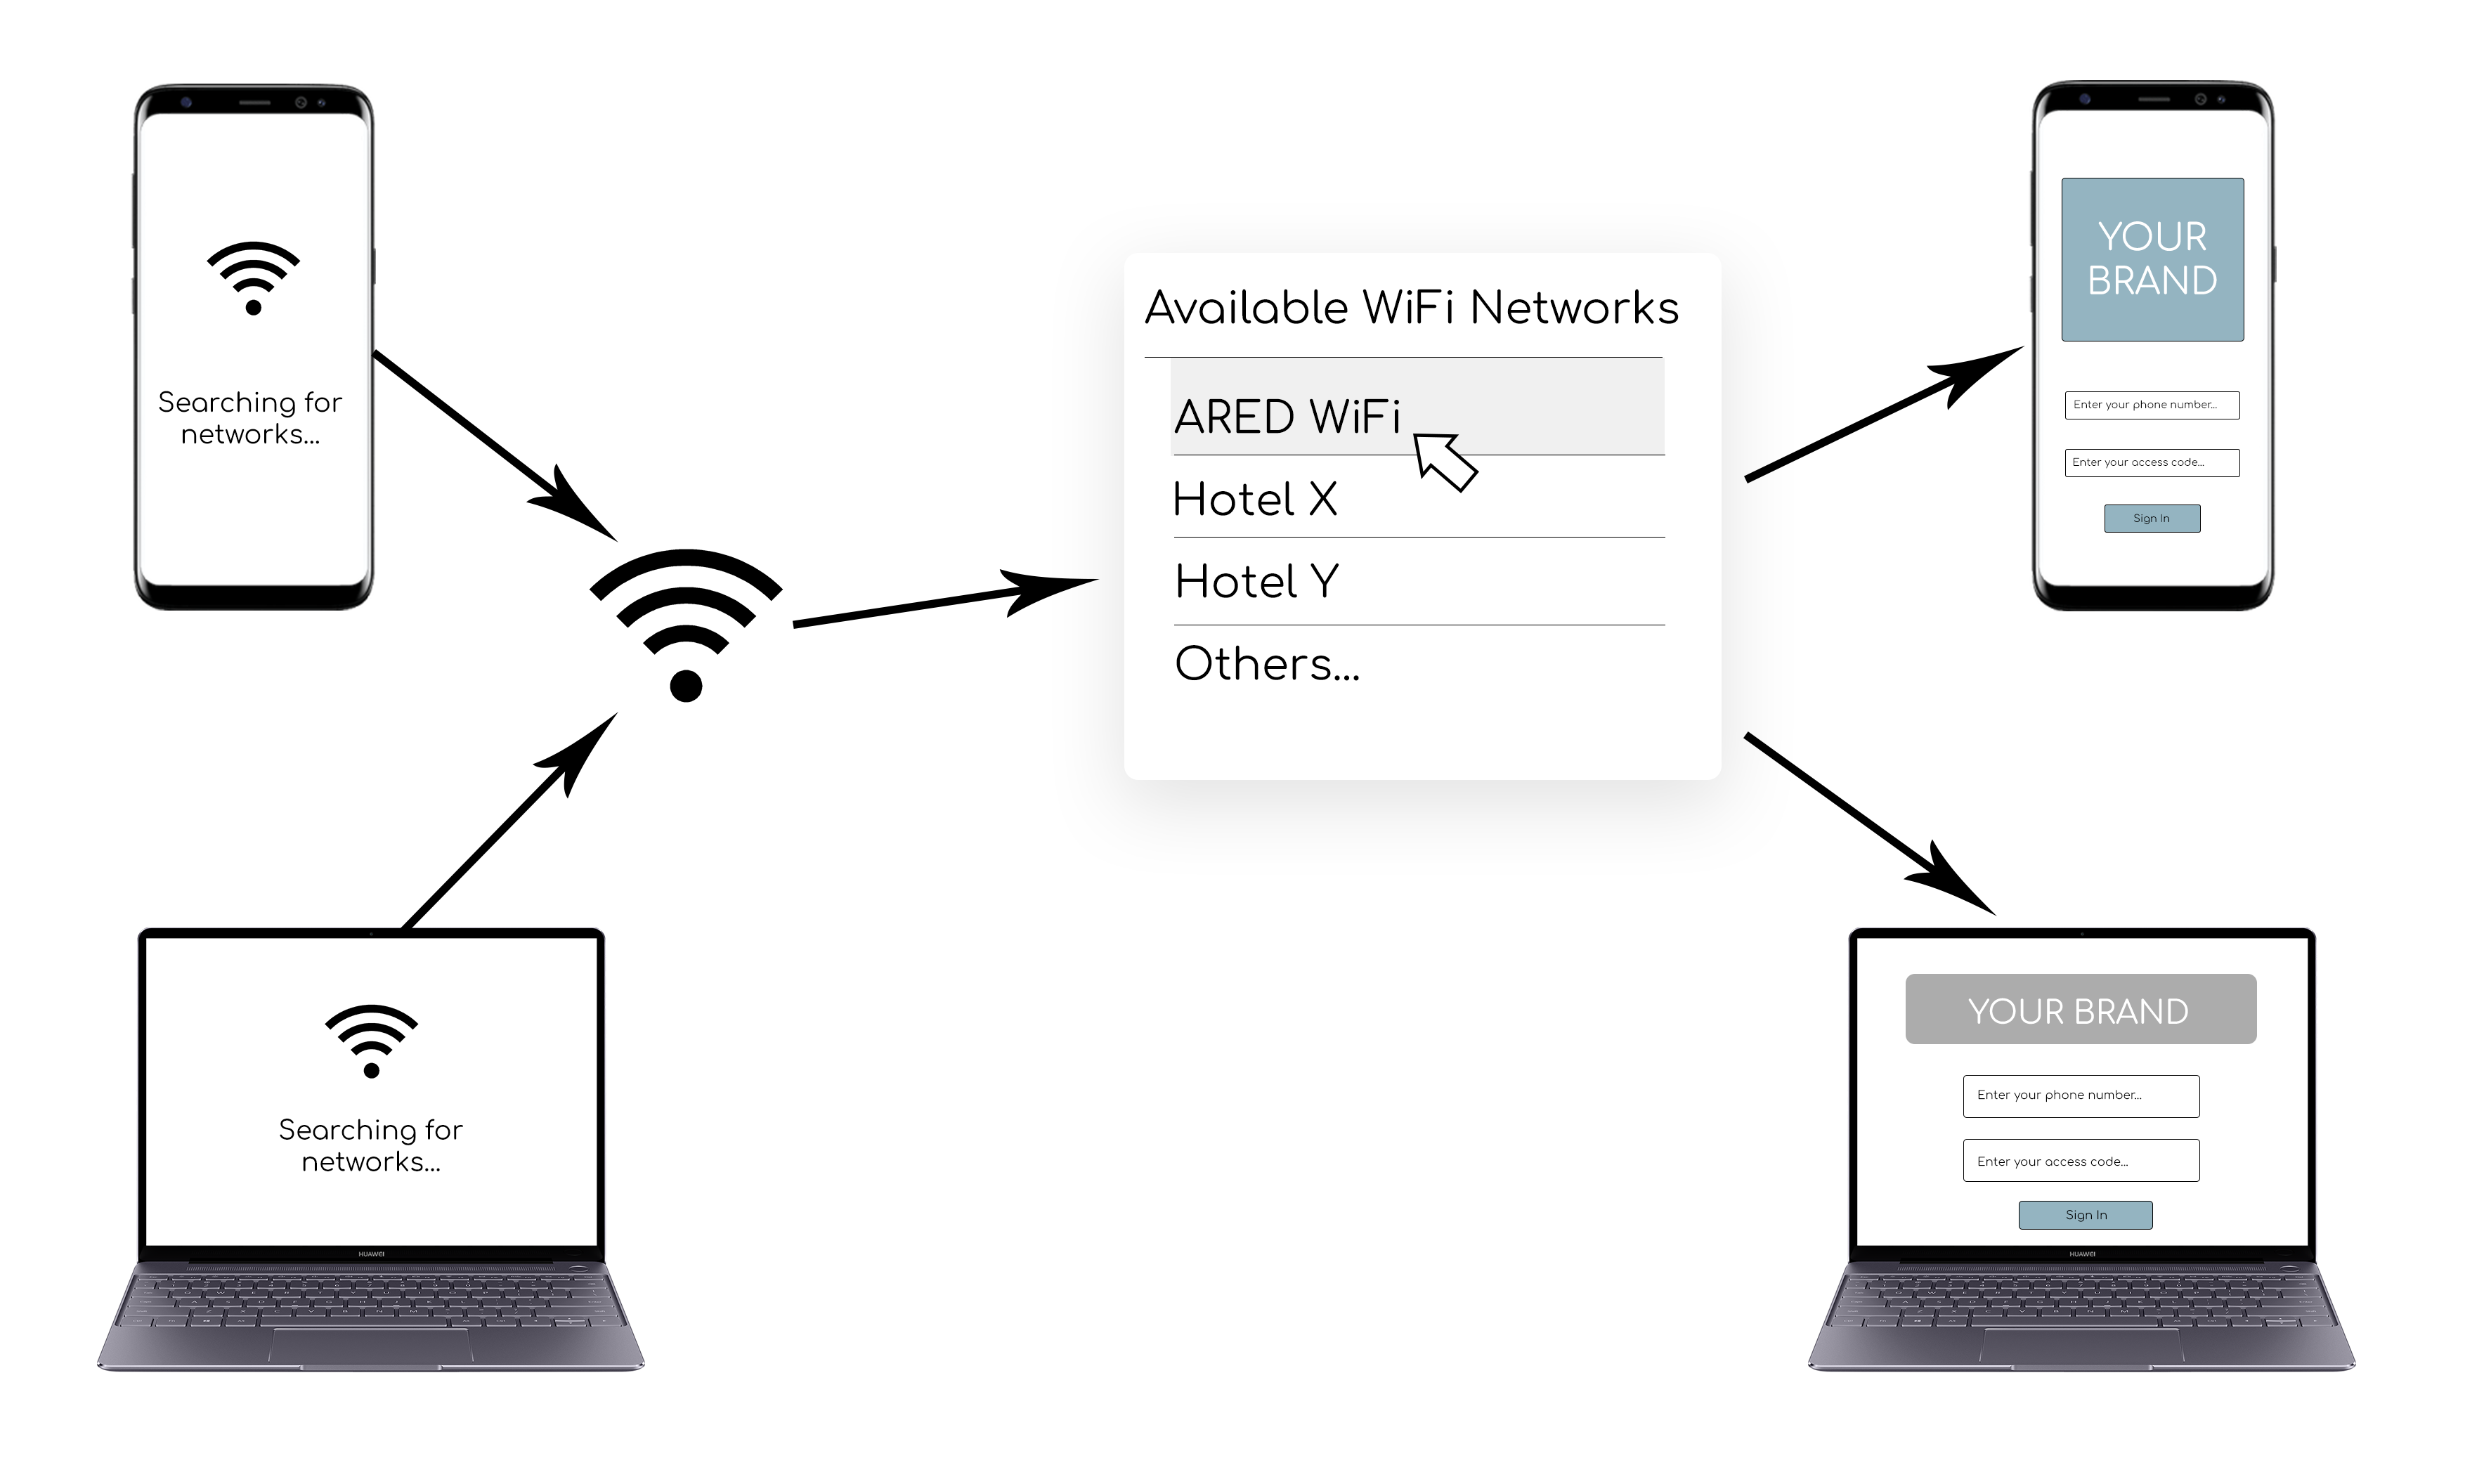 Searching for
networks...
Available WiFi Networks
ARED WiFi
Hotel X
Hotel Y
Others...
YOUR
BRAND
Enter your phone number...
Enter your access code...
Sign In
Searching for
networks...
HUAWEI
YOUR BRAND
Enter your phone number...
Enter your access code...
Sign In
HUAWEI